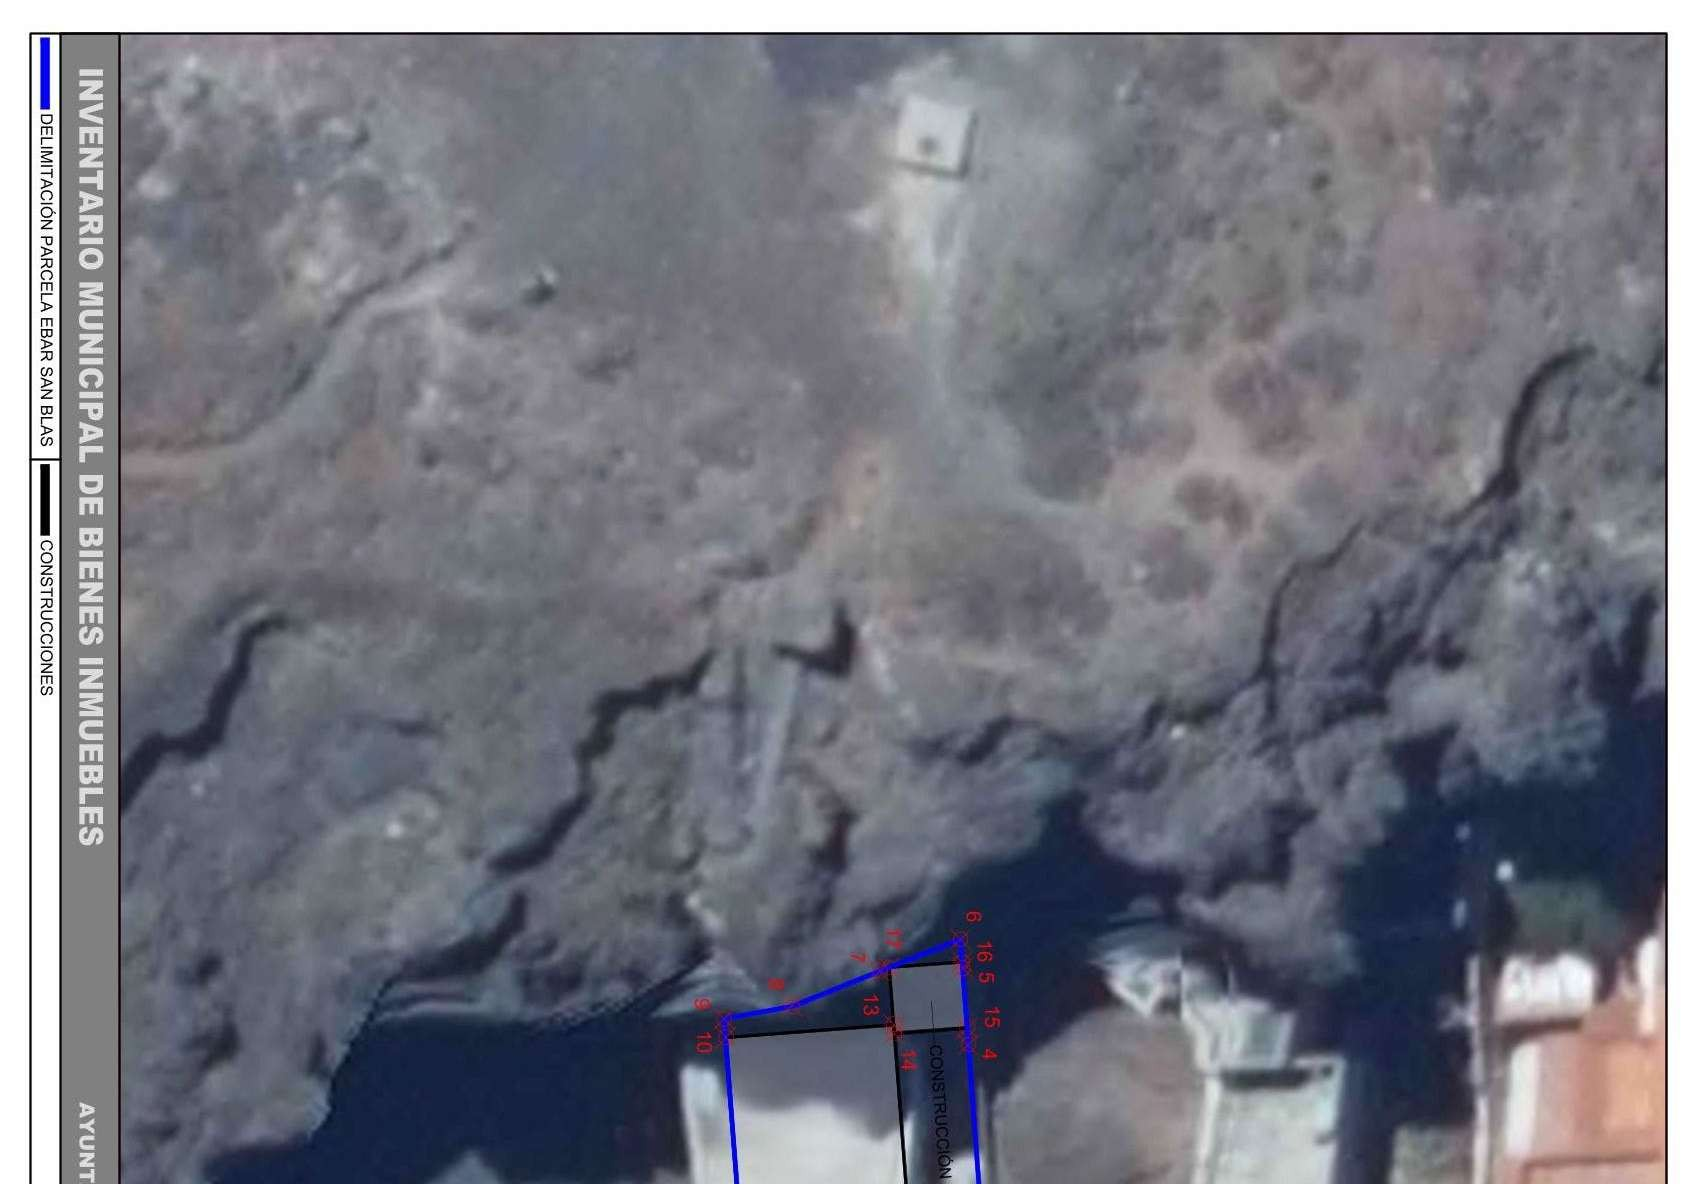 DELIMITACIÓN PARCELA EBAR SAN BLAS
CONSTRUCCIONES
INVENTARIO MUNICIPAL DE BIENES INMUEBLES
AYUNT
6
17
16
7
5
8
13
15
9
10
14
4
CONSTRUCCIÓN